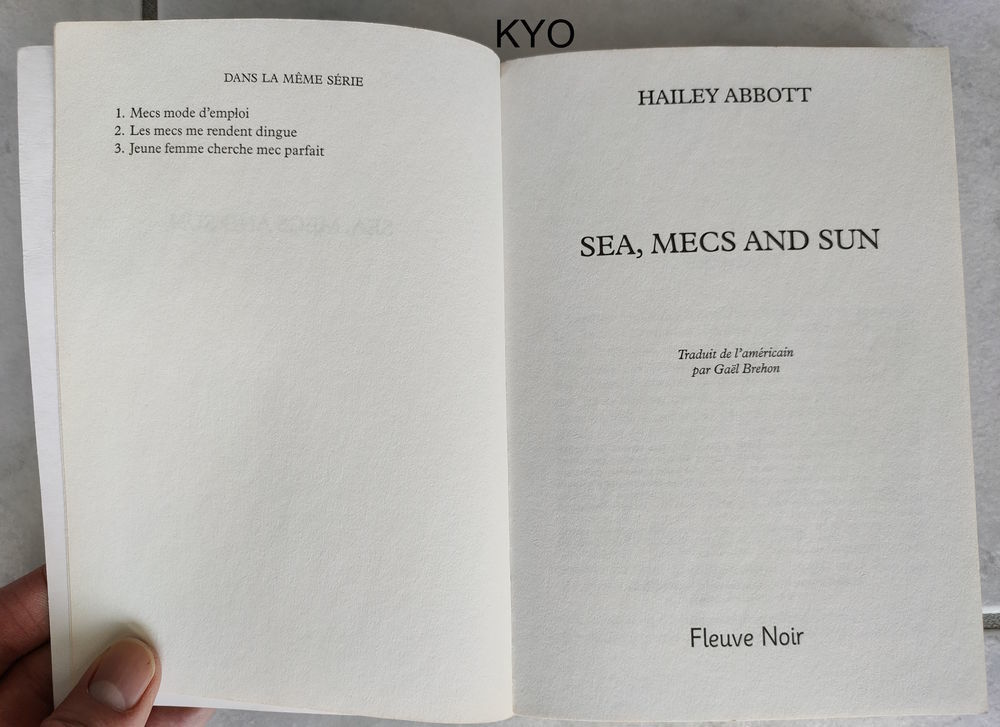 KYO
DANS LA MÊME SÉRIE
1. Mecs mode d'emploi
2. Les mecs me rendent dingue
3. Jeune femme cherche mec parfait
HAILEY ABBOTT
SEA, MECS AND SUN
Traduit de l'américain
par Gaël Brehon
Fleuve Noir